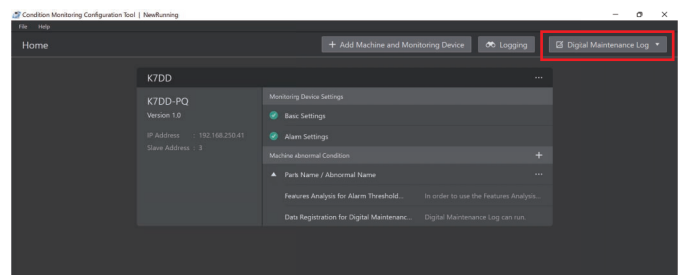 Condition Monitoring Configuration Tool | NewRunning
File Help
Home
+ Add Machine and Monitoring Device
Logging
Digital Maintenance Log
K7DD ...
K7DD-PQ
Version 1.0
IP Address : 192.168.250.41
Slave Address : 3
Monitoring Device Settings
Basic Settings
Alarm Settings
Machine abnormal Condition +
Parts Name / Abnormal Name ...
Features Analysis for Alarm Threshold... In order to use the Features Analysis...
Data Registration for Digital Maintenanc... Digital Maintenance Log can run.